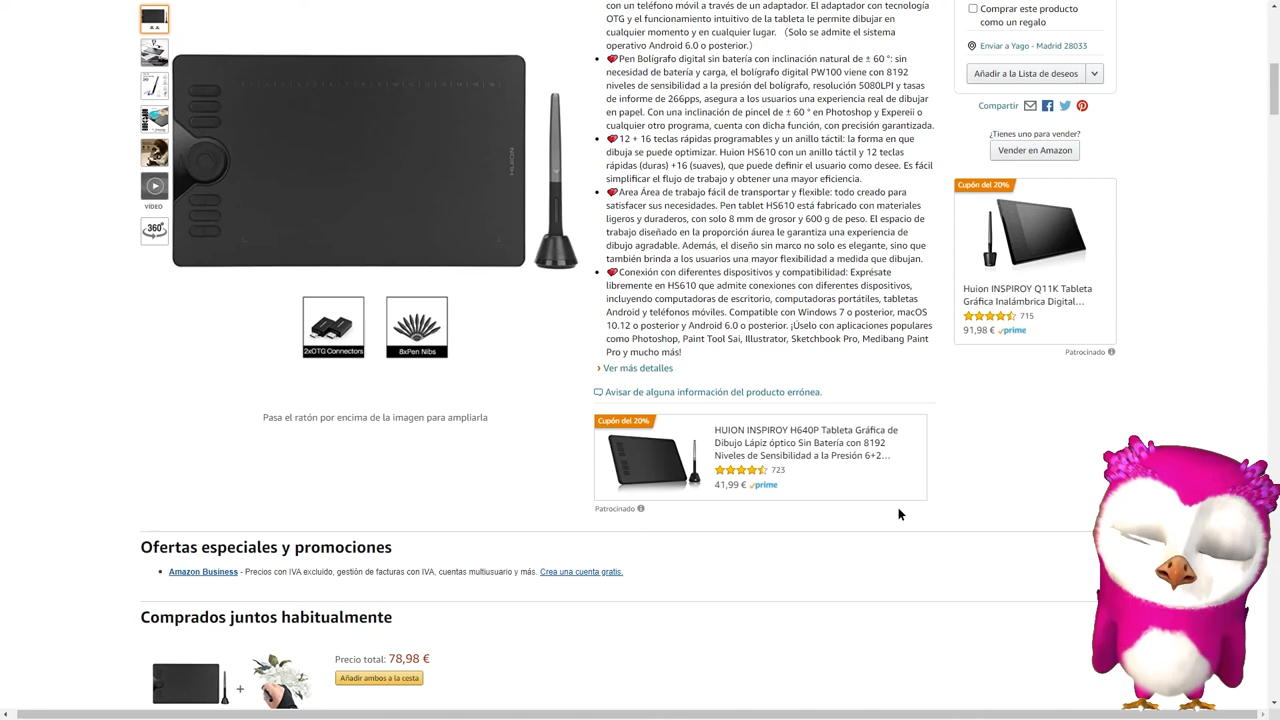 con un teléfono móvil a través de un adaptador. El adaptador con tecnología
OTG y el funcionamiento intuitivo de la tableta le permite dibujar en
cualquier momento y en cualquier lugar. （Solo se admite el sistema
operativo Android 6.0 o posterior.）
Pen Bolígrafo digital sin batería con inclinación natural de ± 60 °: sin
necesidad de batería y carga, el bolígrafo digital PW100 viene con 8192
niveles de sensibilidad a la presión del bolígrafo, resolución 5080LPI y tasas
de informe de 266pps, asegura a los usuarios una experiencia real de dibujar
en papel. Con una inclinación de pincel de ± 60 ° en Photoshop y Expereii o
cualquier otro programa, cuenta con dicha función, con precisión garantizada.
12 + 16 teclas rápidas programables y un anillo táctil: la forma en que
dibuja se puede optimizar. Huion HS610 con un anillo táctil y 12 teclas
rápidas (duras) +16 (suaves), que puede definir el usuario como desee. Es fácil
simplificar el flujo de trabajo y obtener una mayor eficiencia.
Area Área de trabajo fácil de transportar y flexible: todo creado para
satisfacer sus necesidades. Pen tablet HS610 está fabricado con materiales
ligeros y duraderos, con solo 8 mm de grosor y 600 g de peso. El espacio de
trabajo diseñado en la proporción áurea le garantiza una experiencia de
dibujo agradable. Además, el diseño sin marco no solo es elegante, sino que
también brinda a los usuarios una mayor flexibilidad a medida que dibujan.
Conexión con diferentes dispositivos y compatibilidad: Exprésate
libremente en HS610 que admite conexiones con diferentes dispositivos,
incluyendo computadoras de escritorio, computadoras portátiles, tabletas
Android y teléfonos móviles. Compatible con Windows 7 o posterior, macOS
10.12 o posterior y Android 6.0 o posterior. ¡Úselo con aplicaciones populares
como Photoshop, Paint Tool Sai, Illustrator, Sketchbook Pro, Medibang Paint
Pro y mucho más!
› Ver más detalles
Avisar de alguna información del producto errónea.
HUION
VÍDEO
360°
2xOTG Connectors
8xPen Nibs
Pasa el ratón por encima de la imagen para ampliarla
Cupón del 20%
HUION INSPIROY H640P Tableta Gráfica de
Dibujo Lápiz óptico Sin Batería con 8192
Niveles de Sensibilidad a la Presión 6+2…
723
41,99 € prime
Patrocinado
Comprar este producto
como un regalo
Enviar a Yago - Madrid 28033
Añadir a la Lista de deseos
Compartir
¿Tienes uno para vender?
Vender en Amazon
Cupón del 20%
Huion INSPIROY Q11K Tableta
Gráfica Inalámbrica Digital…
715
91,98 € prime
Patrocinado
Ofertas especiales y promociones
Amazon Business - Precios con IVA excluido, gestión de facturas con IVA, cuentas multiusuario y más. Crea una cuenta gratis.
Comprados juntos habitualmente
+
Precio total: 78,98 €
Añadir ambos a la cesta